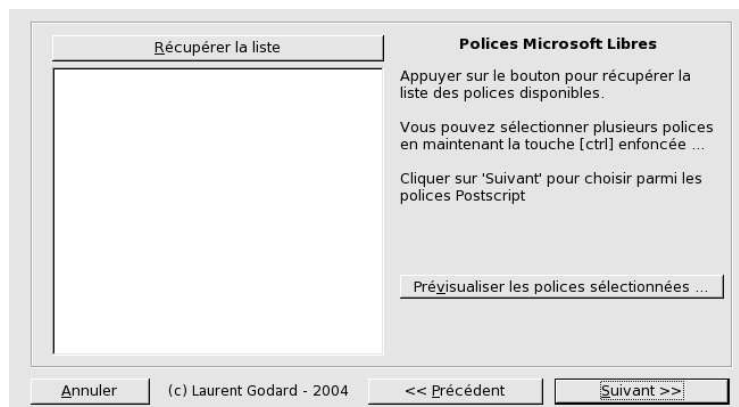 Récupérer la liste
Polices Microsoft Libres
Appuyer sur le bouton pour récupérer la
liste des polices disponibles.
Vous pouvez sélectionner plusieurs polices
en maintenant la touche [ctrl] enfoncée ...
Cliquer sur 'Suivant' pour choisir parmi les
polices Postscript
Prévisualiser les polices sélectionnées ...
Annuler
(c) Laurent Godard - 2004
<< Précédent
Suivant >>